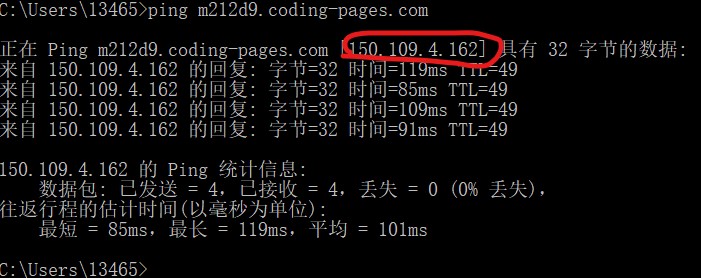 C:\Users\13465>ping m212d9.coding-pages.com
正在 Ping m212d9.coding-pages.com [150.109.4.162] 具有 32 字节的数据:
来自 150.109.4.162 的回复: 字节=32 时间=119ms TTL=49
来自 150.109.4.162 的回复: 字节=32 时间=85ms TTL=49
来自 150.109.4.162 的回复: 字节=32 时间=109ms TTL=49
来自 150.109.4.162 的回复: 字节=32 时间=91ms TTL=49
150.109.4.162 的 Ping 统计信息:
数据包: 已发送 = 4，已接收 = 4，丢失 = 0 (0% 丢失)，
往返行程的估计时间(以毫秒为单位):
最短 = 85ms，最长 = 119ms，平均 = 101ms
C:\Users\13465>